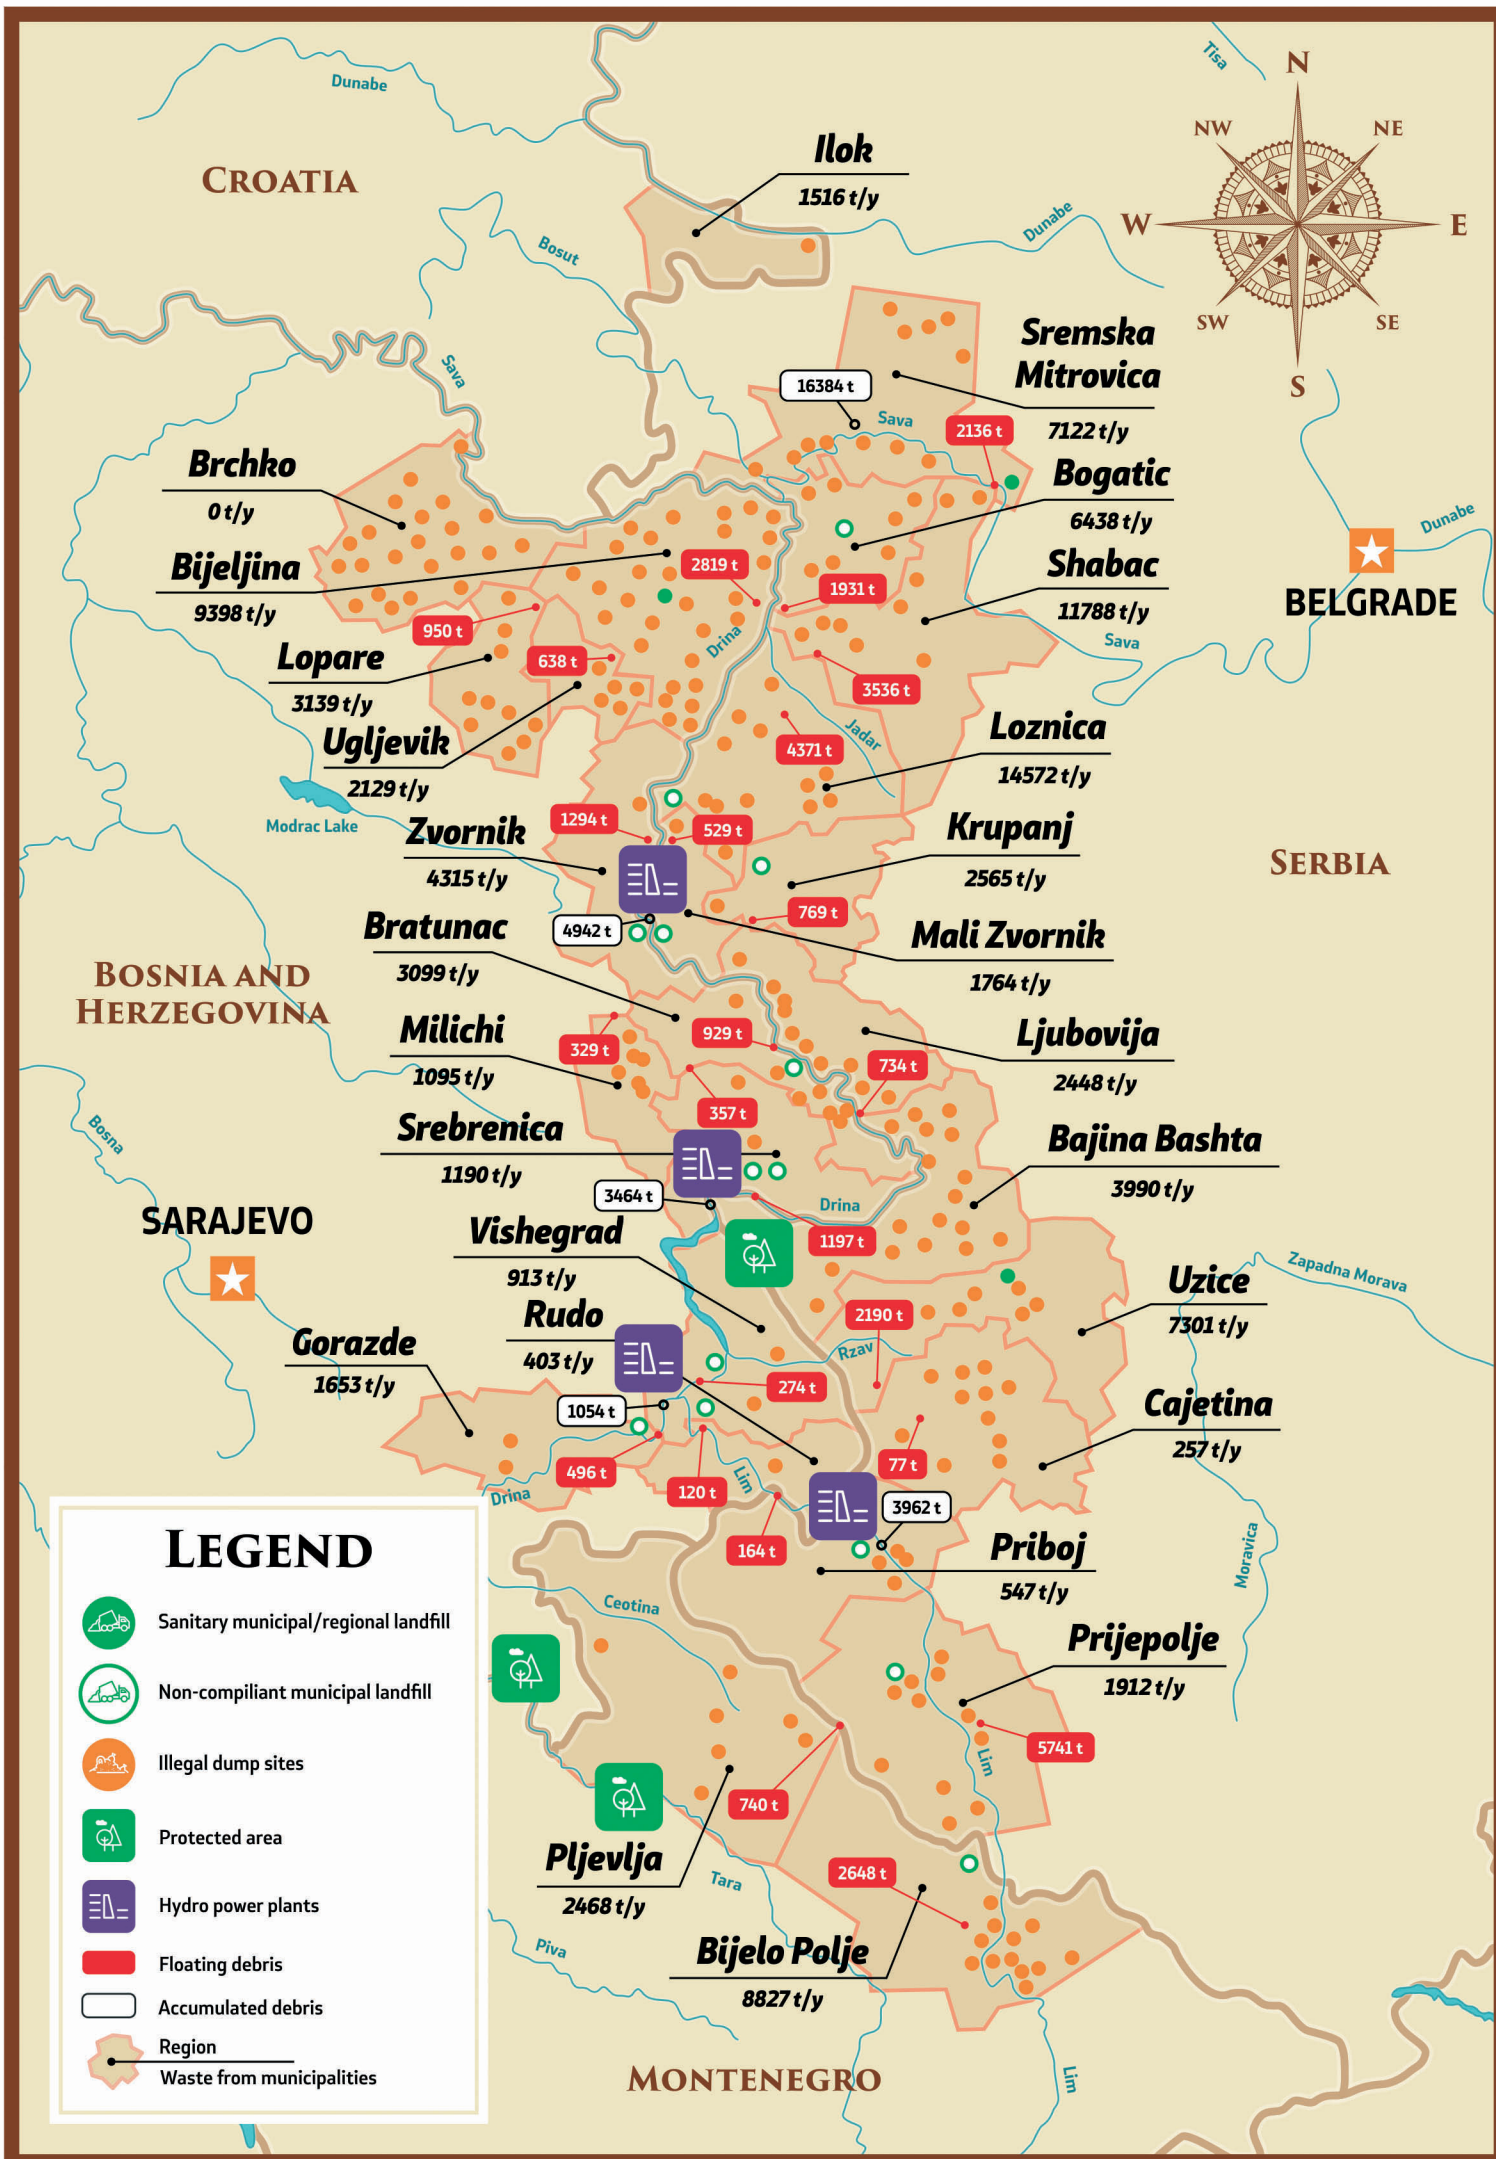 Dunabe
Tisa
N
NW
NE
W
E
SW
SE
S
CROATIA
Ilok
1516 t/y
Dunabe
Bosut
Sava
Sremska
Mitrovica
7122 t/y
16384 t
Sava
2136 t
Brchko
0 t/y
Bogatic
6438 t/y
Dunabe
Bijeljina
9398 t/y
2819 t
1931 t
Shabac
11788 t/y
BELGRADE
950 t
Sava
Lopare
3139 t/y
638 t
Drina
3536 t
Ugljevik
2129 t/y
4371 t
Jadar
Loznica
14572 t/y
Modrac Lake
Zvornik
4315 t/y
1294 t
529 t
Krupanj
2565 t/y
SERBIA
Bratunac
3099 t/y
4942 t
769 t
Mali Zvornik
1764 t/y
BOSNIA AND
HERZEGOVINA
Milichi
1095 t/y
329 t
929 t
734 t
Ljubovija
2448 t/y
Bosna
357 t
Srebrenica
1190 t/y
Bajina Bashta
3990 t/y
3464 t
Drina
SARAJEVO
Vishegrad
913 t/y
1197 t
Zapadna Morava
Uzice
7301 t/y
Rudo
403 t/y
2190 t
Rzav
Gorazde
1653 t/y
274 t
1054 t
Cajetina
257 t/y
496 t
120 t
Lim
77 t
Drina
3962 t
164 t
Priboj
547 t/y
Moravica
Ceotina
Prijepolje
1912 t/y
5741 t
Lim
740 t
Pljevlja
2468 t/y
Tara
2648 t
Piva
Bijelo Polje
8827 t/y
MONTENEGRO
Lim
LEGEND
Sanitary municipal/regional landfill
Non-compiliant municipal landfill
Illegal dump sites
Protected area
Hydro power plants
Floating debris
Accumulated debris
Region
Waste from municipalities